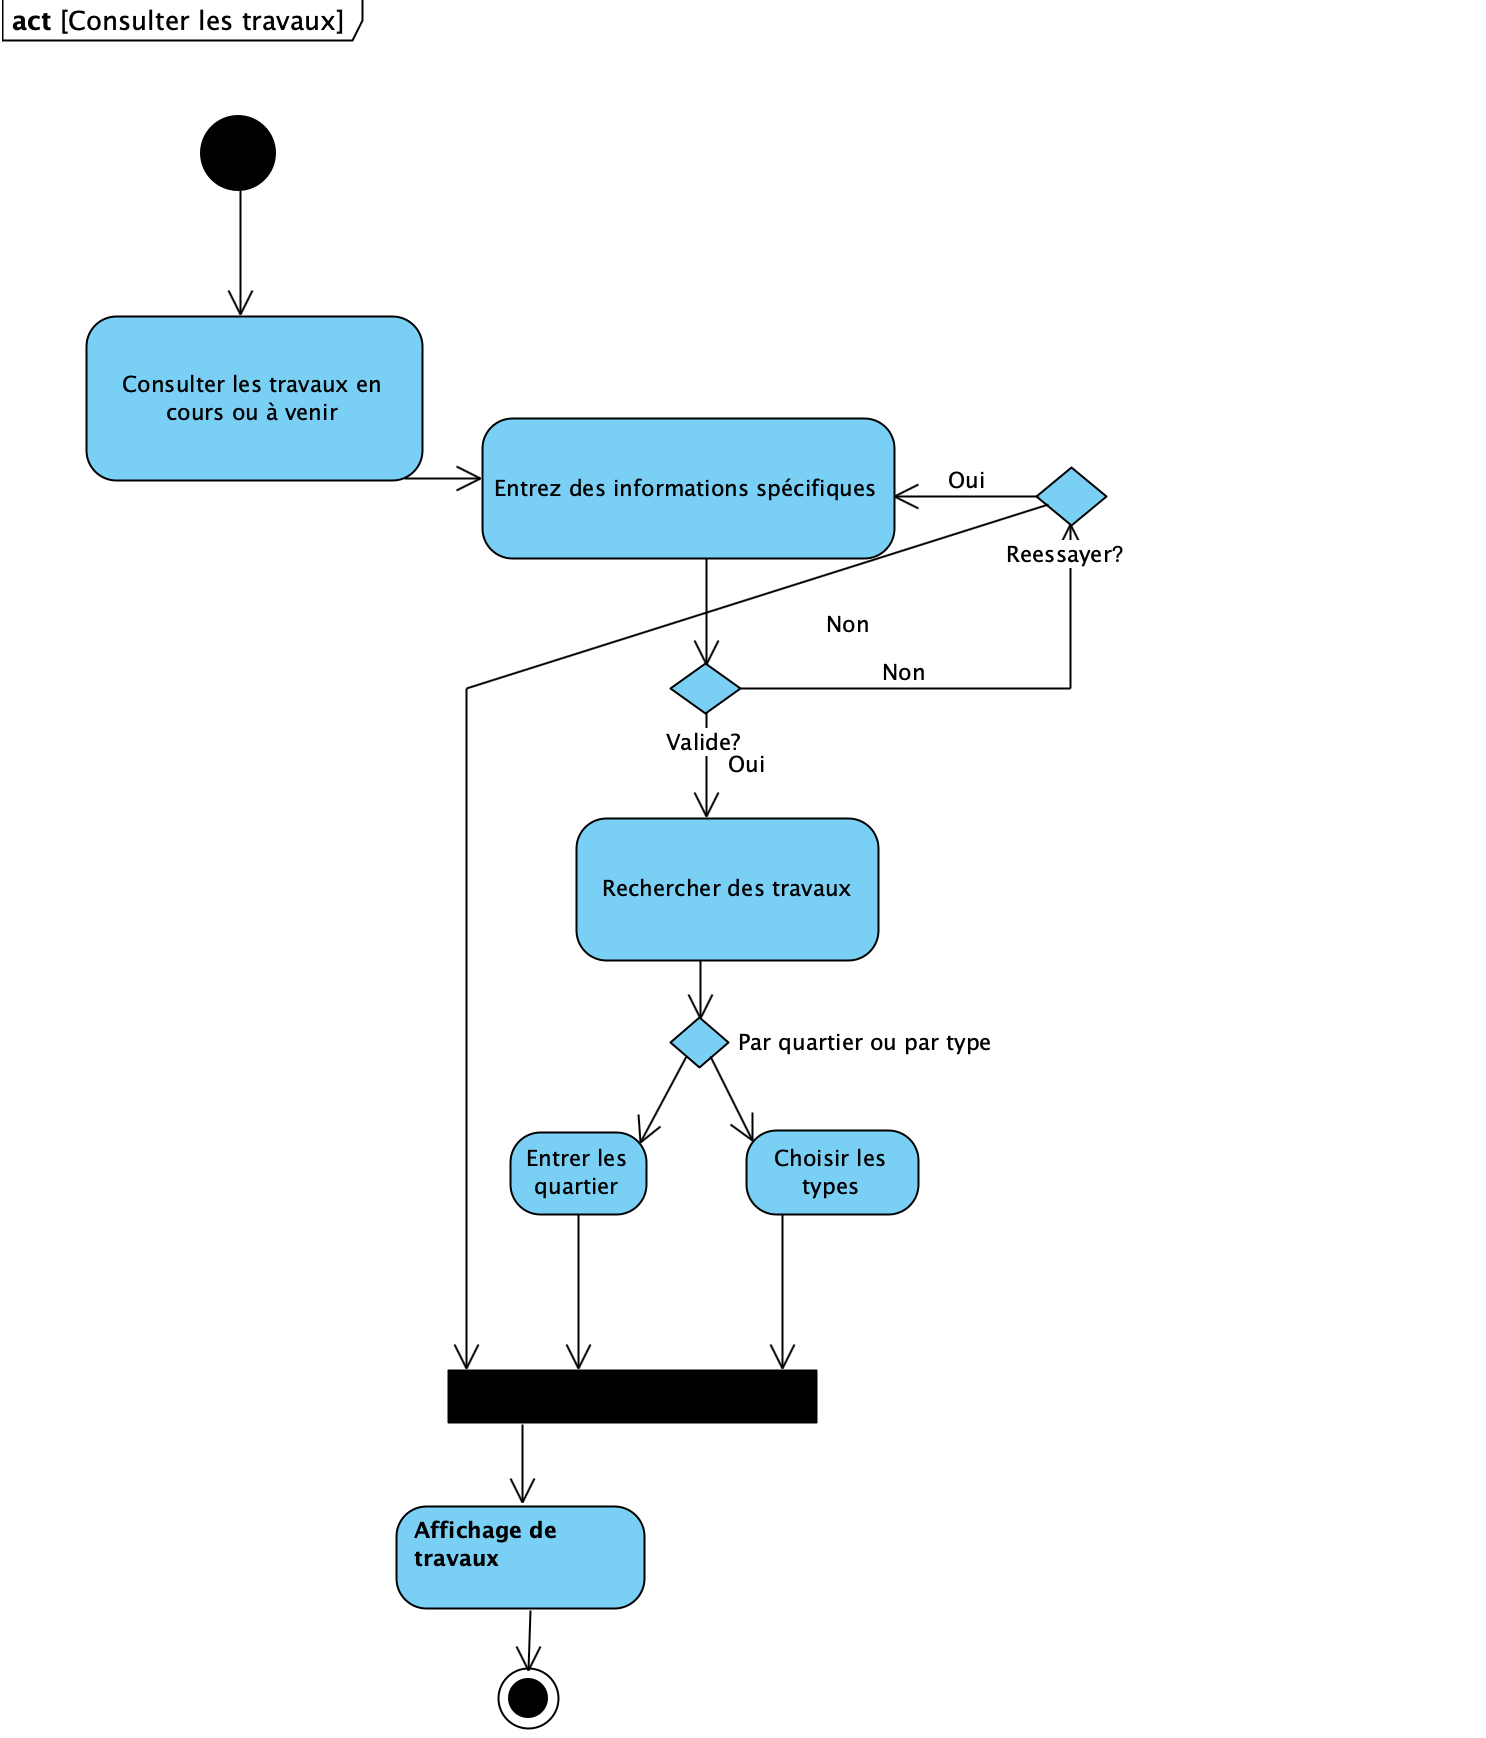 act [Consulter les travaux]
Consulter les travaux en
cours ou à venir
Entrez des informations spécifiques
Oui
Reessayer?
Non
Non
Valide?
Oui
Rechercher des travaux
Par quartier ou par type
Entrer les
quartier
Choisir les
types
Affichage de
travaux